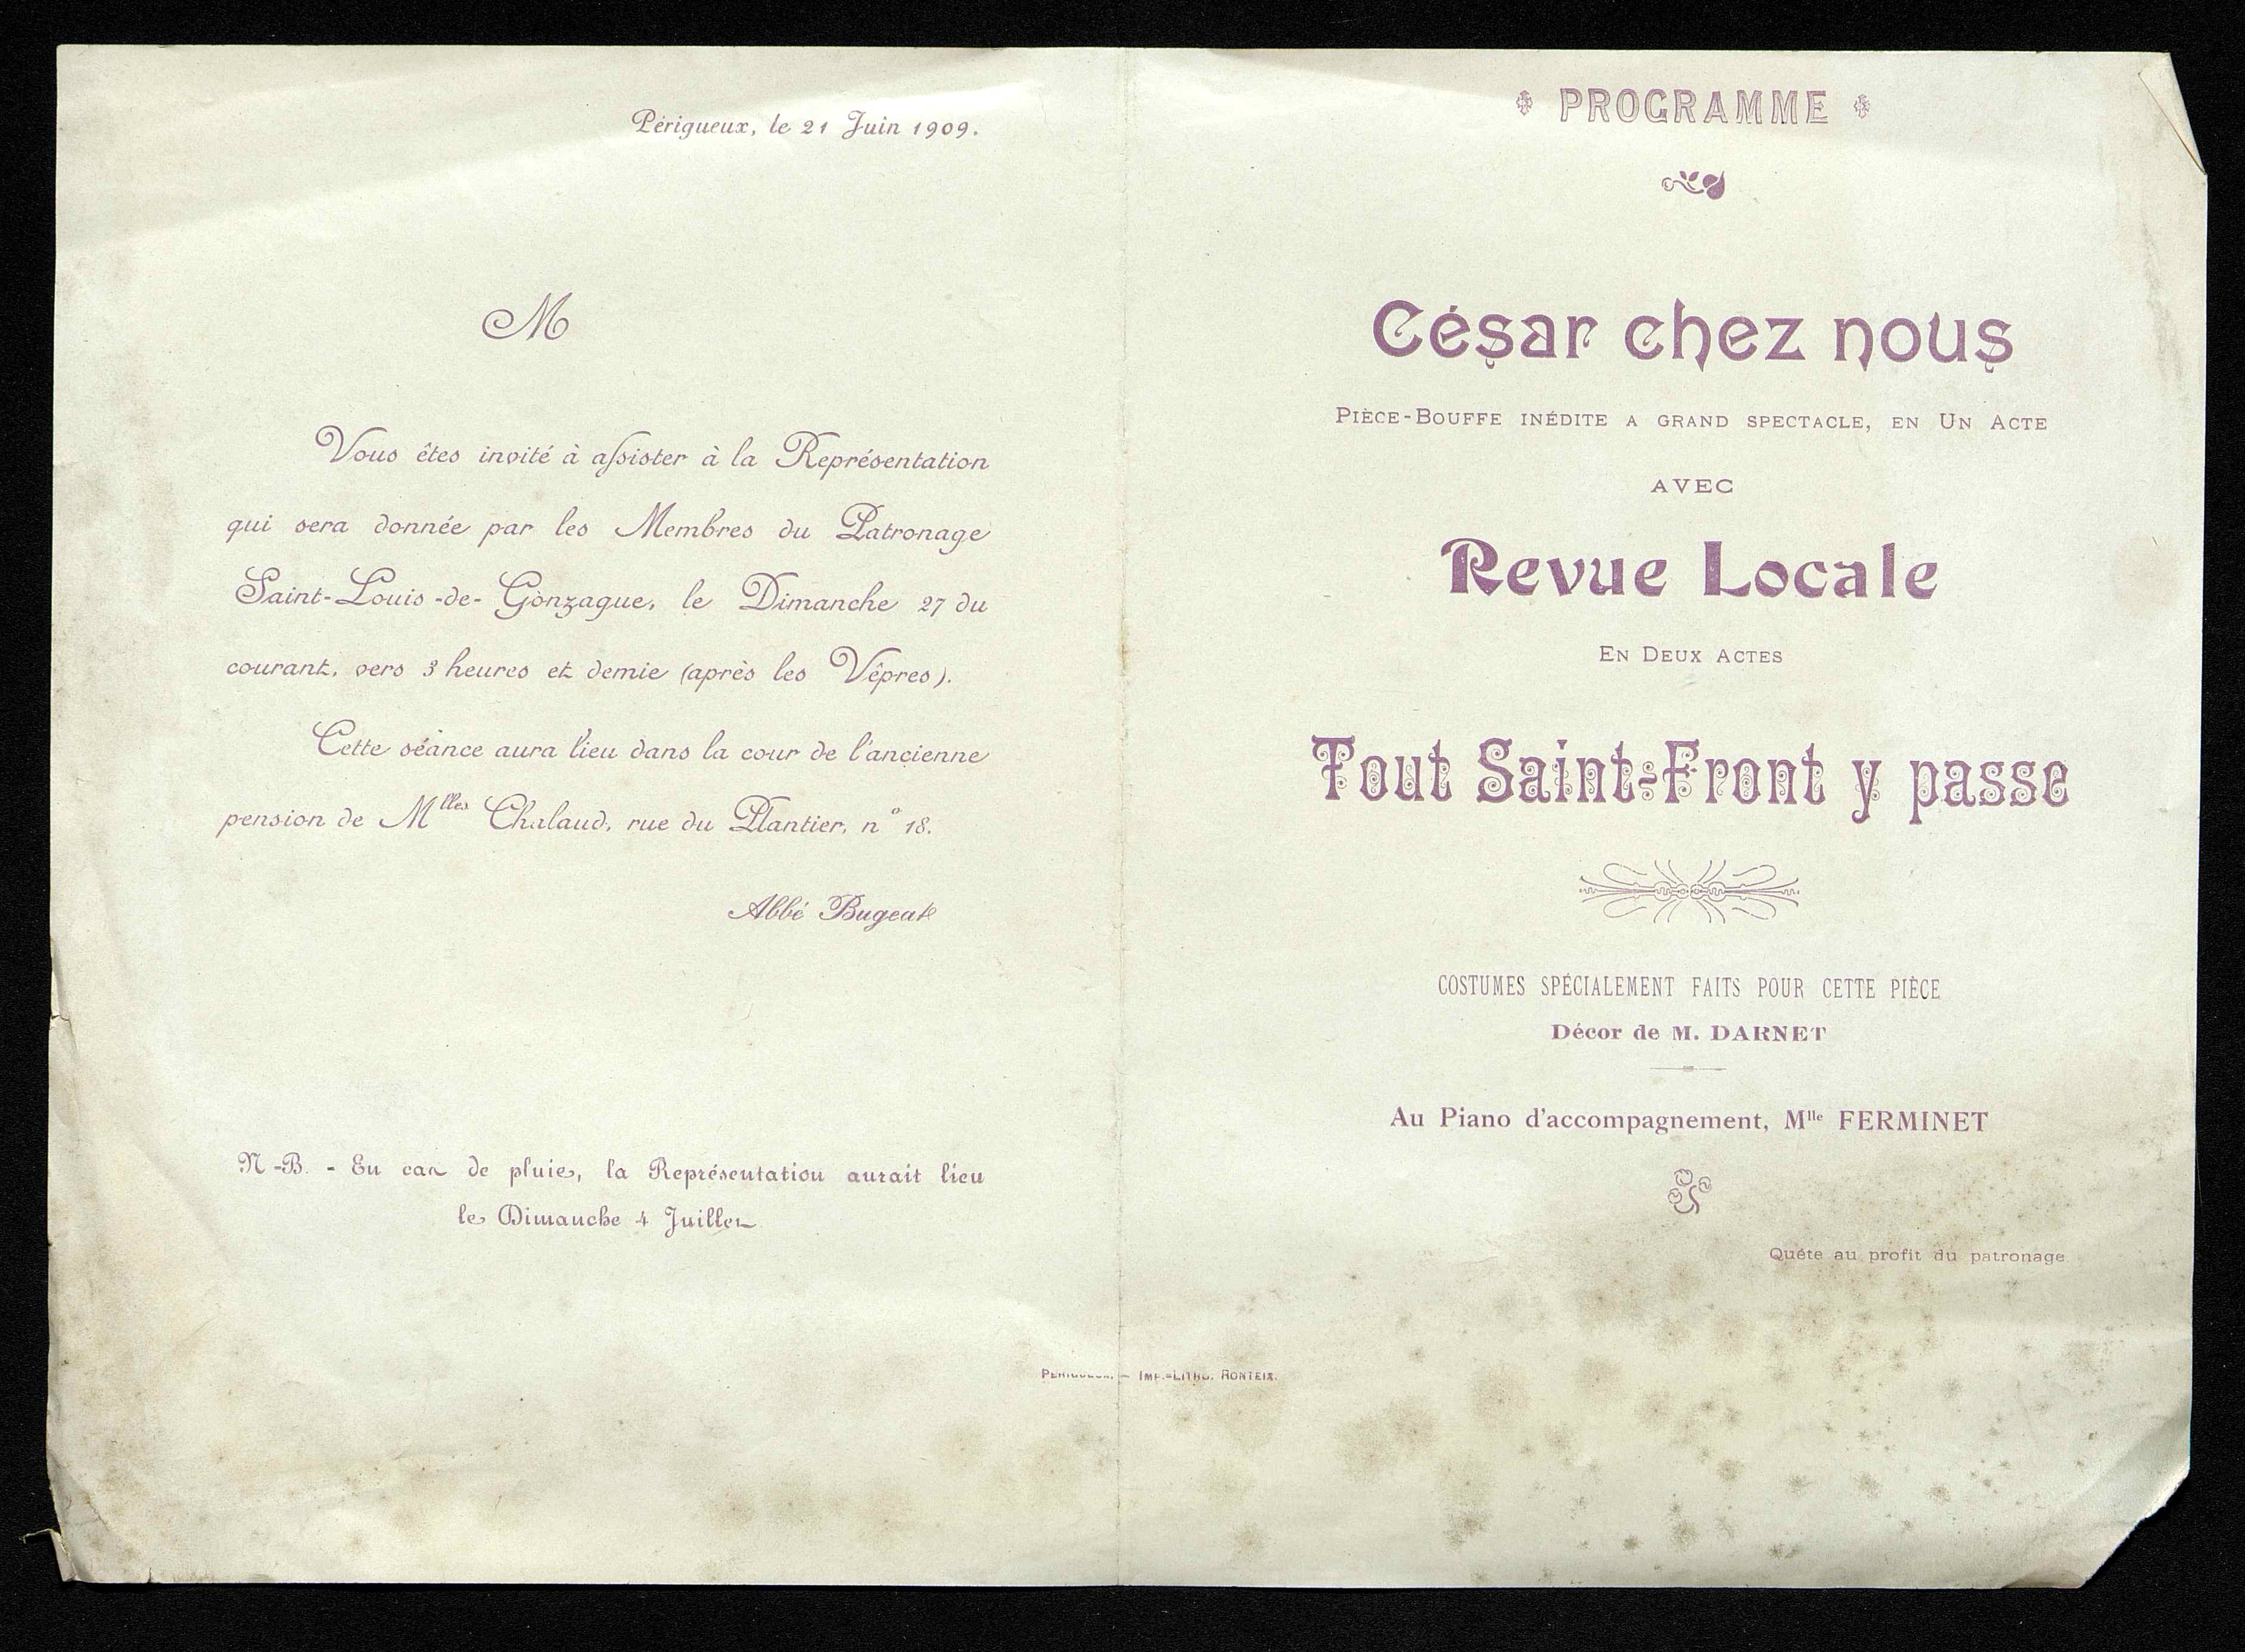 Périgueux, le 21 Juin 1909.
M
Vous êtes invité à assister à la Représentation
qui sera donnée par les Membres du Patronage
Saint-Louis-de-Gonzague, le Dimanche 27 du
courant, vers 3 heures et demie (après les Vêpres).
Cette séance aura lieu dans la cour de l'ancienne
pension de Mlles Chalaud, rue du Plantier, n° 18.
Abbé Bugeat
N-B. - En cas de pluie, la Représentation aurait lieu
le Dimanche 4 Juillet
PROGRAMME
César chez nous
PIÈCE-BOUFFE INÉDITE A GRAND SPECTACLE, EN UN ACTE
AVEC
Revue Locale
EN DEUX ACTES
Tout Saint-Front y passe
COSTUMES SPÉCIALEMENT FAITS POUR CETTE PIÈCE
Décor de M. DARNET
Au Piano d'accompagnement, Mlle FERMINET
Quête au profit du patronage
PÉRIGUEUX. — IMP.-LITHO. RONTEIX.